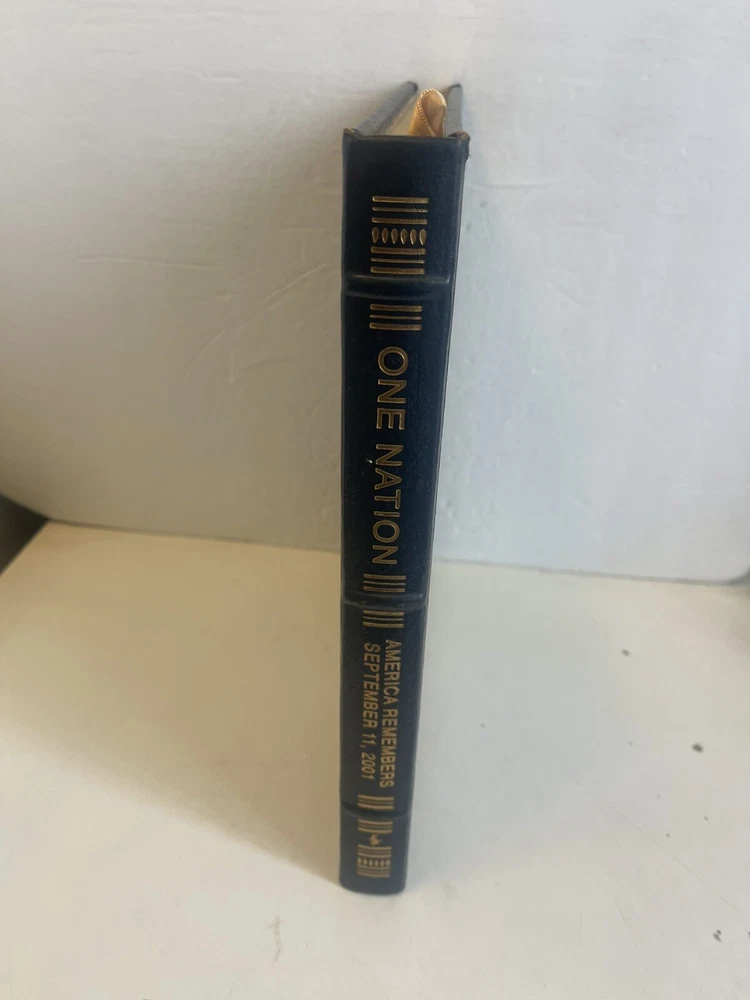 ONE NATION
AMERICA REMEMBERS
SEPTEMBER 11, 2001